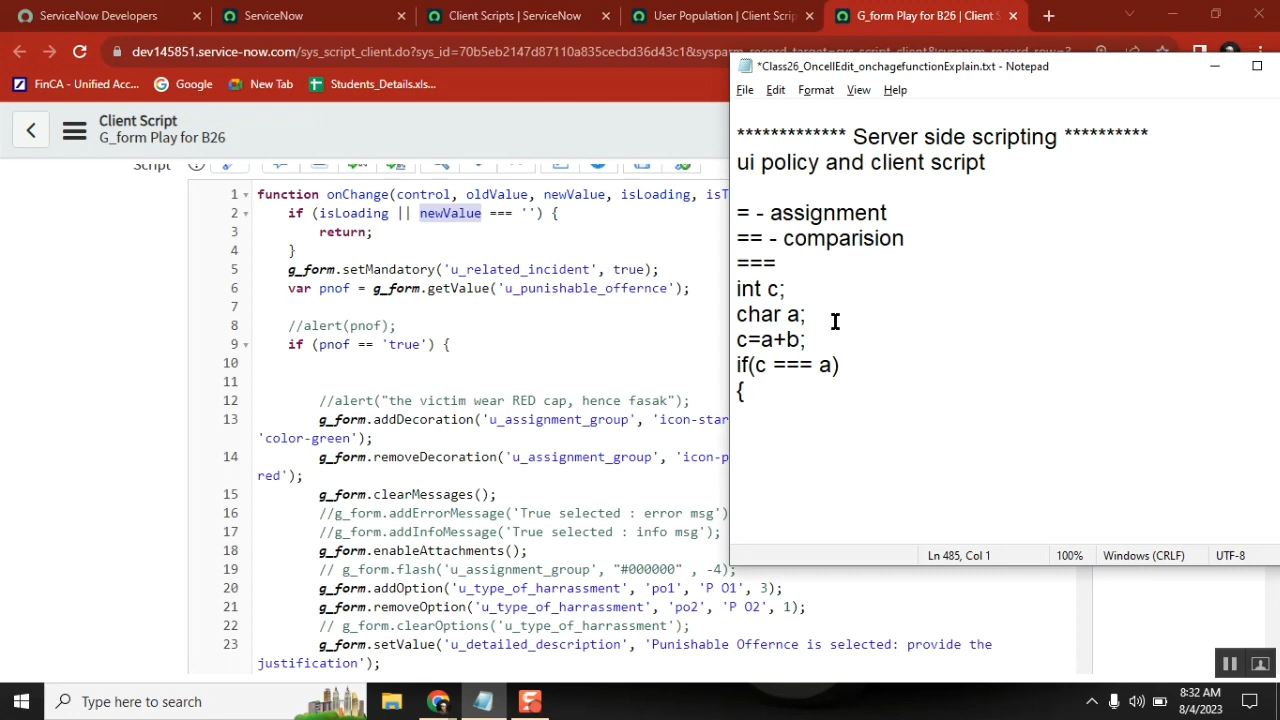 ServiceNow Developers
ServiceNow
Client Scripts | ServiceNow
User Population | Client Scrip
G_form Play for B26 | Client S
dev145851.service-now.com/sys_script_client.do?sys_id=70b5eb2147d87110a835cecbd36d43c1&sysparm_record_target=sys_script_client&sysparm_record_row=3
FinCA - Unified Acc...
Google
New Tab
Students_Details.xls...
Client Script
G_form Play for B26
Script
1 function onChange(control, oldValue, newValue, isLoading, isT
2 if (isLoading || newValue === '') {
3 return;
4 }
5 g_form.setMandatory('u_related_incident', true);
6 var pnof = g_form.getValue('u_punishable_offernce');
7
8 //alert(pnof);
9 if (pnof == 'true') {
10
11
12 //alert("the victim wear RED cap, hence fasak");
13 g_form.addDecoration('u_assignment_group', 'icon-star
'color-green');
14 g_form.removeDecoration('u_assignment_group', 'icon-p
red');
15 g_form.clearMessages();
16 //g_form.addErrorMessage('True selected : error msg')
17 //g_form.addInfoMessage('True selected : info msg');
18 g_form.enableAttachments();
19 // g_form.flash('u_assignment_group', "#000000" , -4);
20 g_form.addOption('u_type_of_harrassment', 'po1', 'P O1', 3);
21 g_form.removeOption('u_type_of_harrassment', 'po2', 'P O2', 1);
22 // g_form.clearOptions('u_type_of_harrassment');
23 g_form.setValue('u_detailed_description', 'Punishable Offernce is selected: provide the
justification');
*Class26_OncellEdit_onchagefunctionExplain.txt - Notepad
File Edit Format View Help
************* Server side scripting **********
ui policy and client script
= - assignment
== - comparision
===
int c;
char a;
c=a+b;
if(c === a)
{
Ln 485, Col 1 100% Windows (CRLF) UTF-8
Type here to search
8:32 AM
8/4/2023